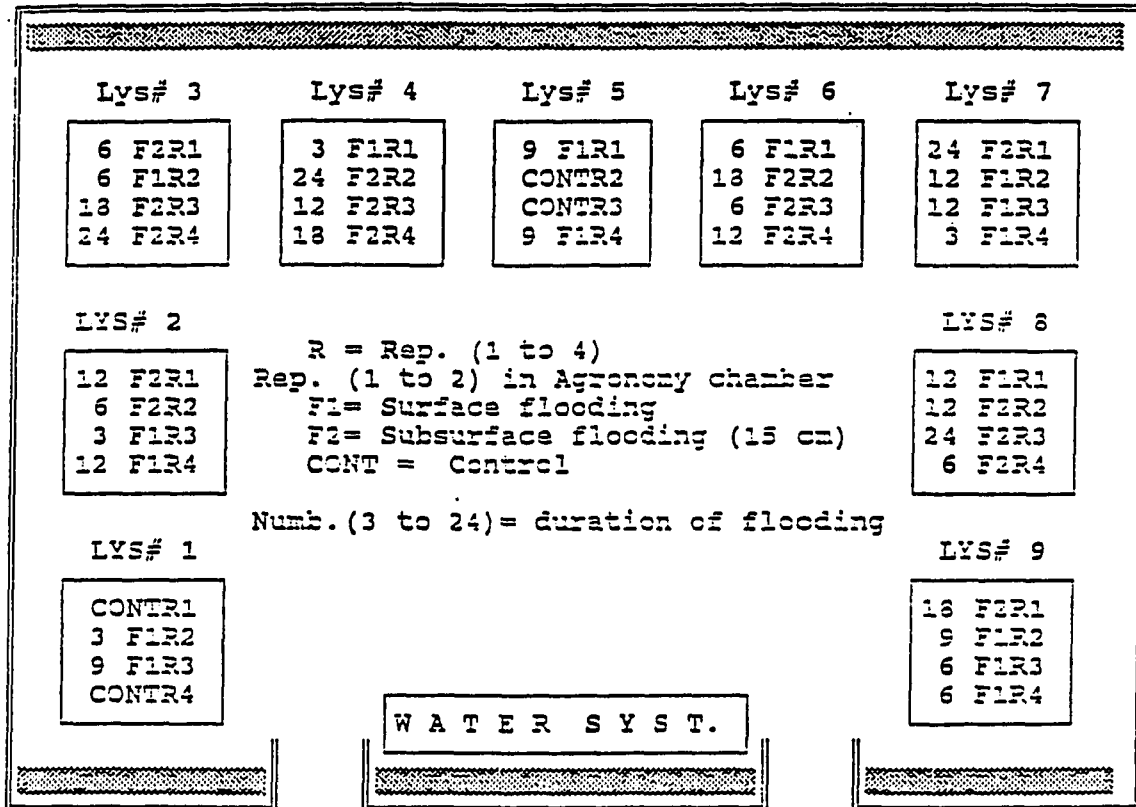 Lys# 3
6 F2R1
6 F1R2
18 F2R3
24 F2R4
Lys# 4
3 F1R1
24 F2R2
12 F2R3
18 F2R4
Lys# 5
9 F1R1
CONTR2
CONTR3
9 F1R4
Lys# 6
6 F1R1
18 F2R2
6 F2R3
12 F2R4
Lys# 7
24 F2R1
12 F1R2
12 F1R3
3 F1R4
LYS# 2
12 F2R1
6 F2R2
3 F1R3
12 F1R4
R = Rep. (1 to 4)
Rep. (1 to 2) in Agronomy chamber
F1= Surface flooding
F2= Subsurface flooding (15 cm)
CONT = Control
Numb.(3 to 24)= duration of flooding
LYS# 8
12 F1R1
12 F2R2
24 F2R3
6 F2R4
LYS# 1
CONTR1
3 F1R2
9 F1R3
CONTR4
LYS# 9
18 F2R1
9 F1R2
6 F1R3
6 F1R4
W A T E R S Y S T.